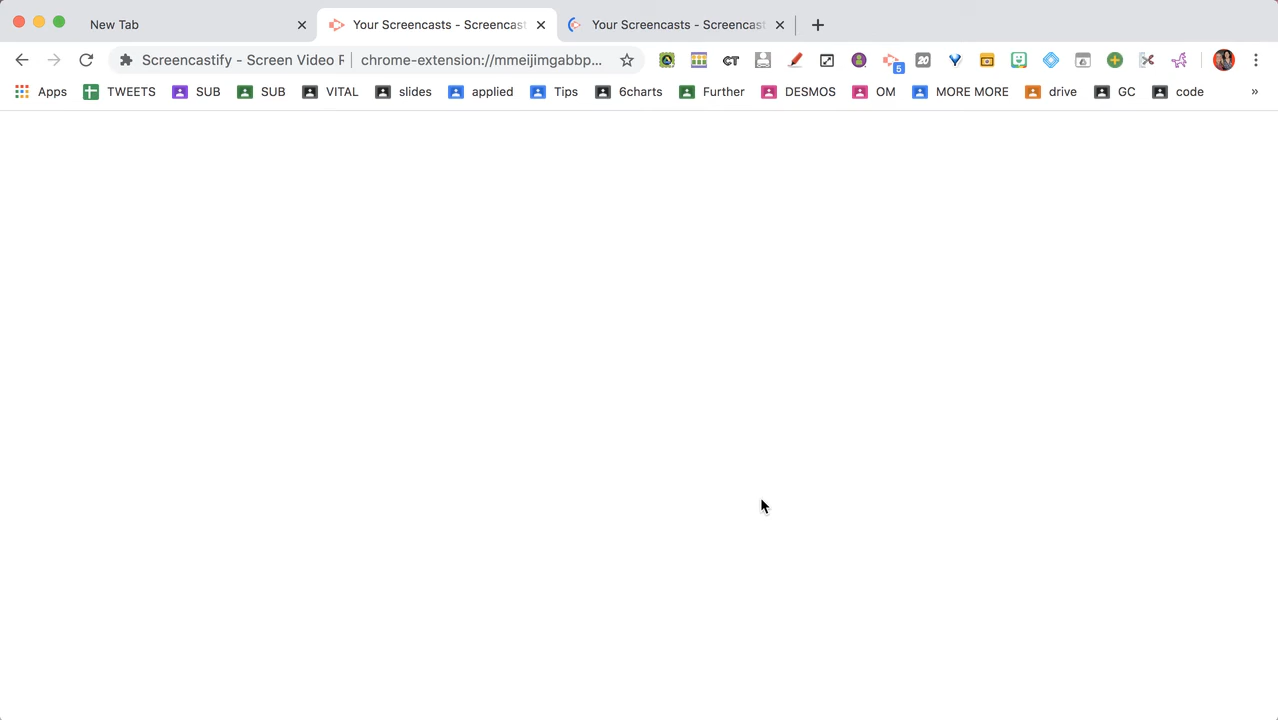 New Tab
Your Screencasts - Screencast
Your Screencasts - Screencast
Screencastify - Screen Video R
chrome-extension://mmeijimgabbp...
CT
5
20
Apps
TWEETS
SUB
SUB
VITAL
slides
applied
Tips
6charts
Further
DESMOS
OM
MORE MORE
drive
GC
code
»